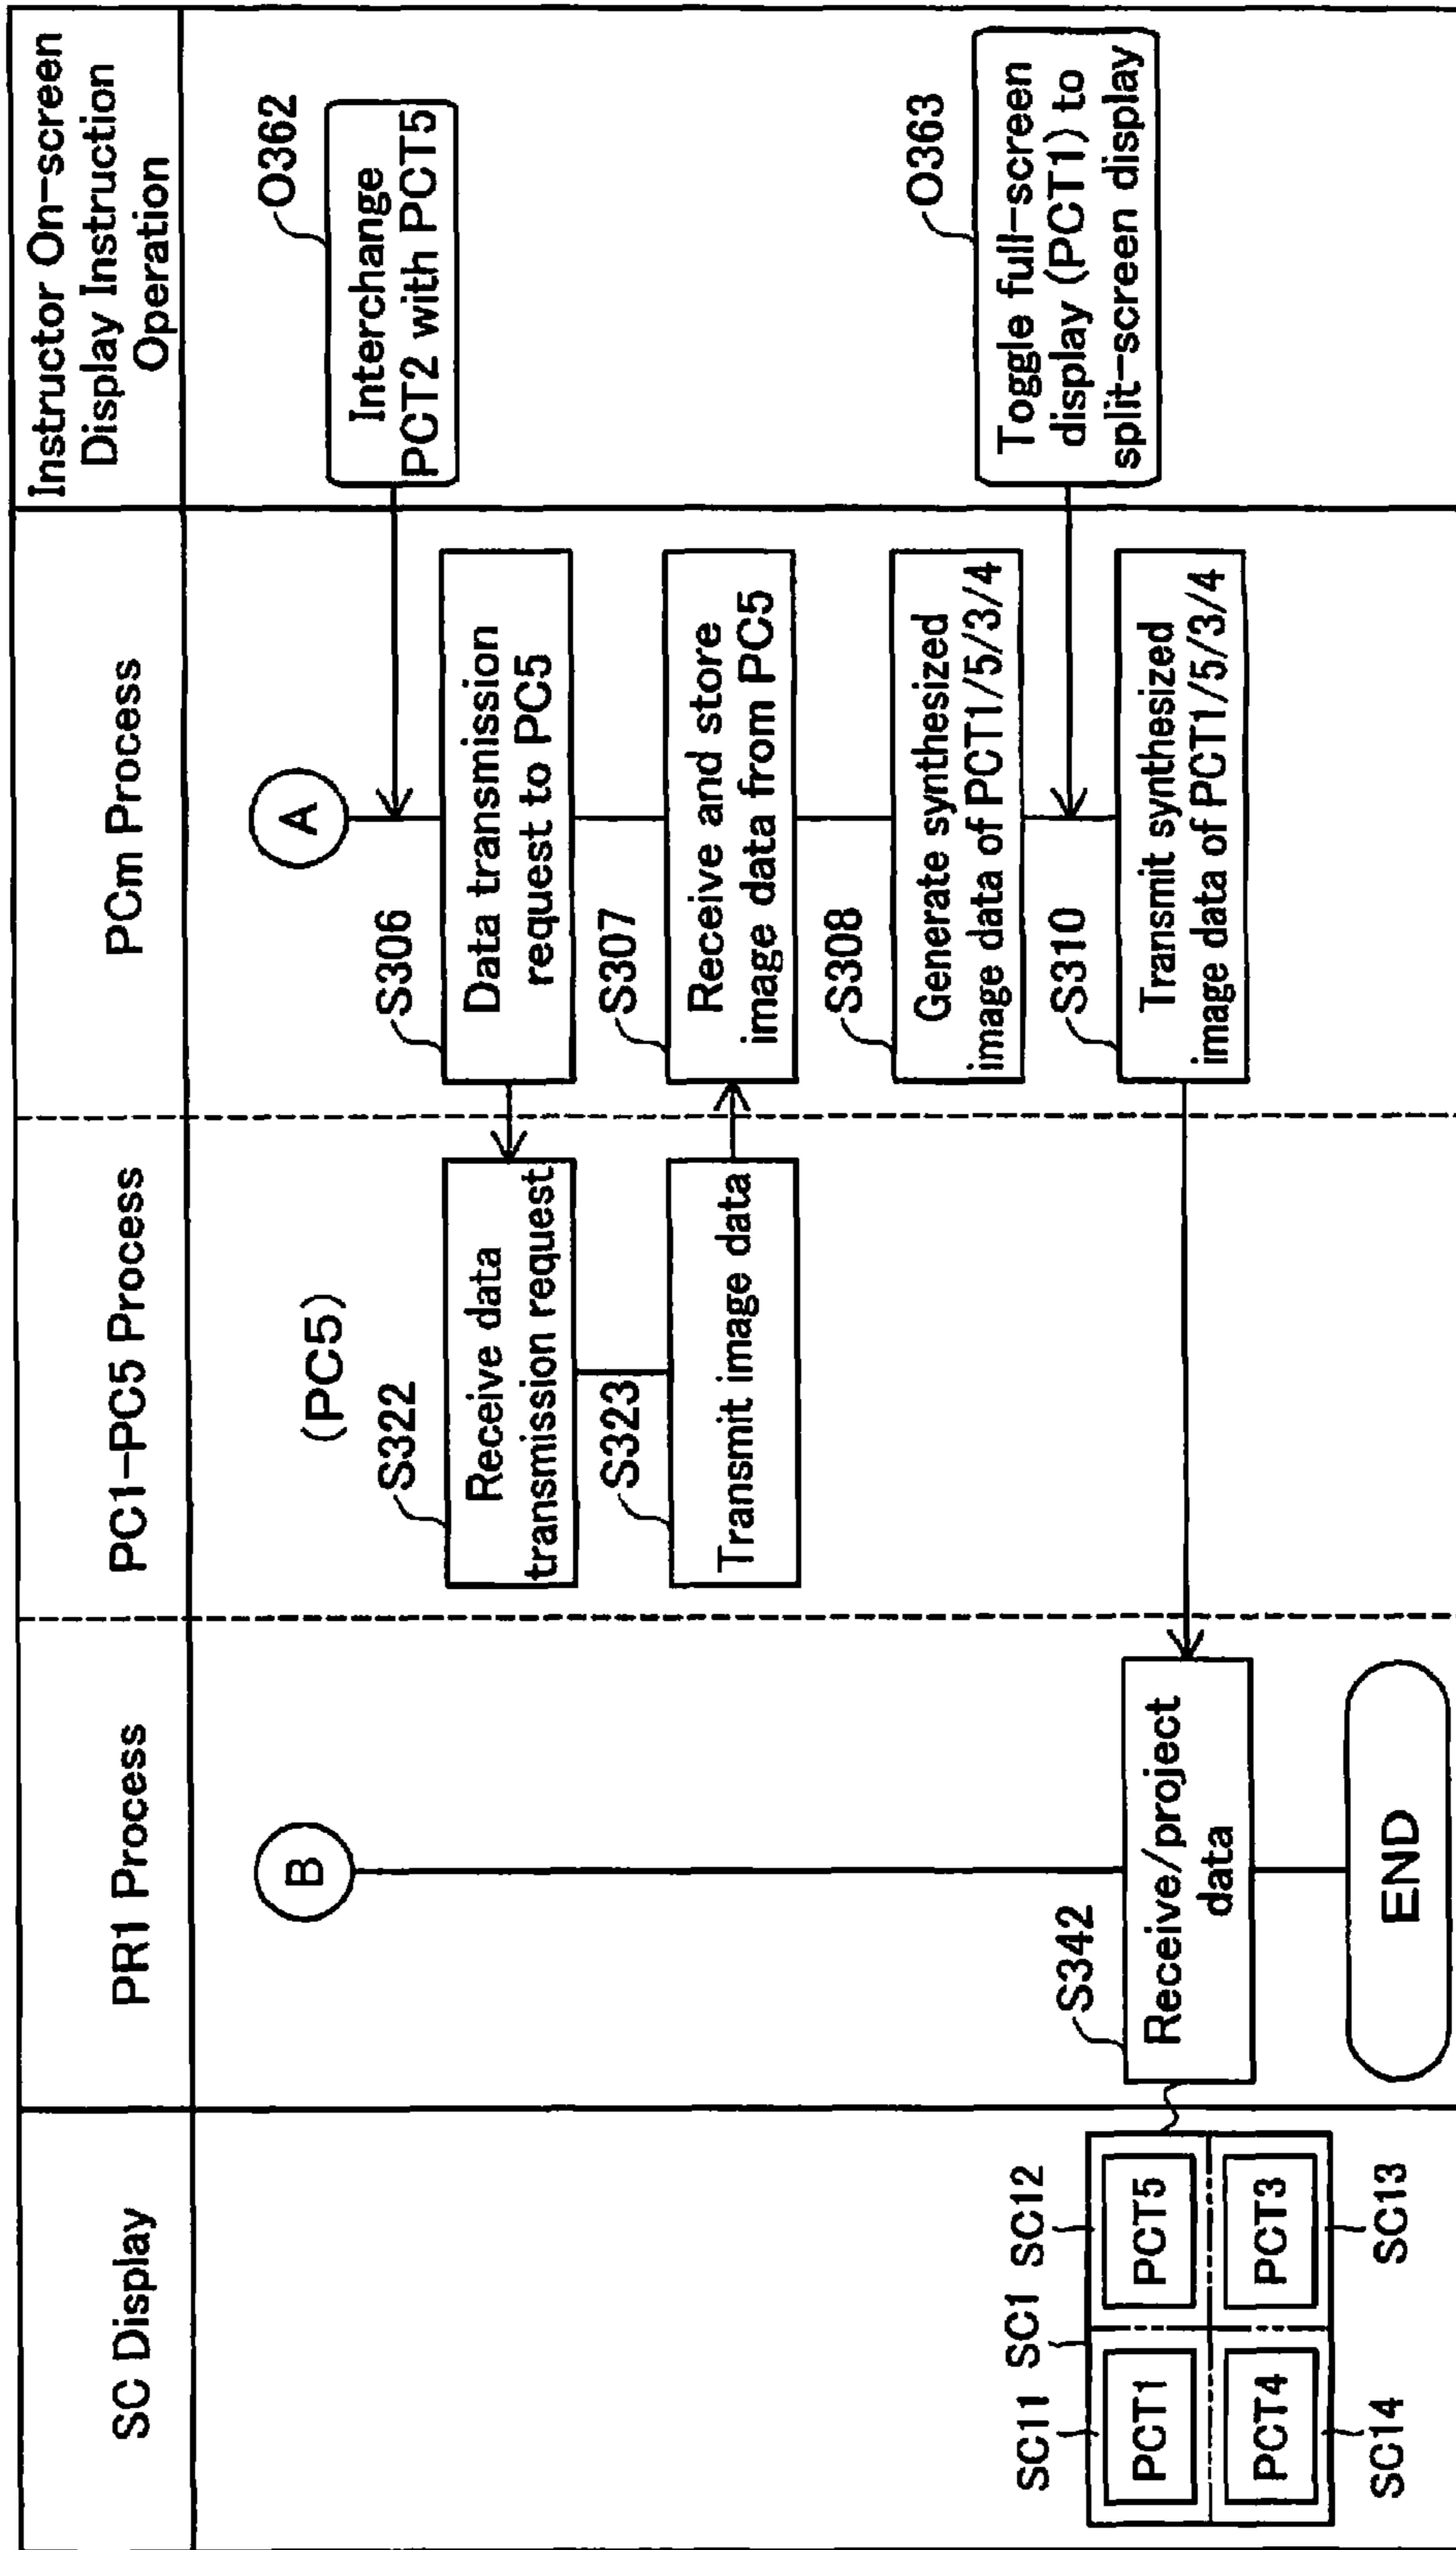 SC Display
PR1 Process
PC1-PC5 Process
PCm Process
Instructor On-screen
Display Instruction
Operation
B
(PC5)
A
O362
Interchange
PCT2 with PCT5
S306
Data transmission
request to PC5
S322
Receive data
transmission request
S307
Receive and store
image data from PC5
S323
Transmit image data
S308
Generate synthesized
image data of PCT1/5/3/4
O363
Toggle full-screen
display (PCT1) to
split-screen display
S310
Transmit synthesized
image data of PCT1/5/3/4
S342
Receive/project
data
SC11 SC1 SC12
PCT1 PCT5
PCT4 PCT3
SC14 SC13
END